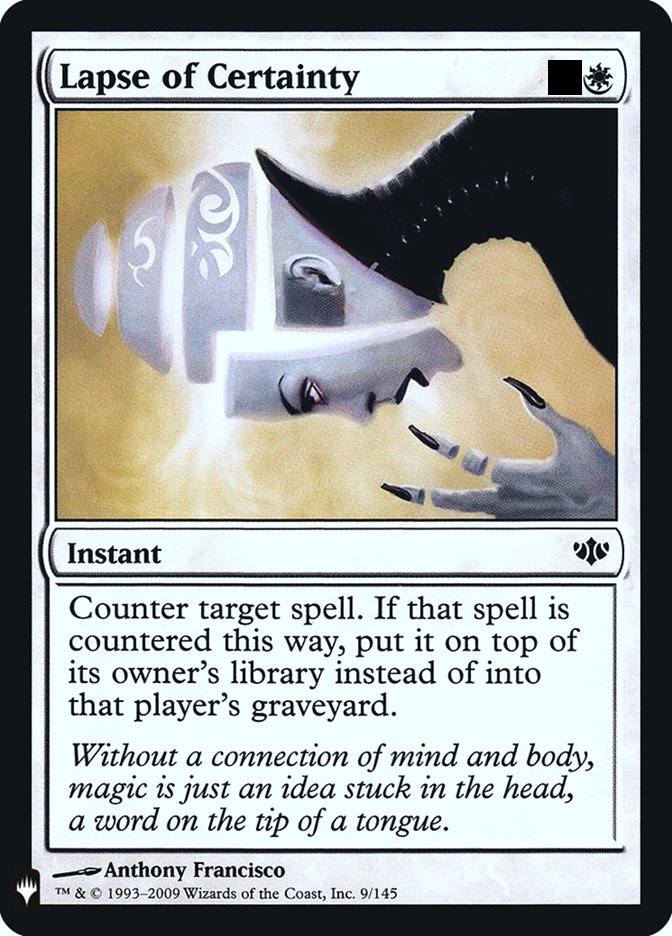 Lapse of Certainty
Instant
Counter target spell. If that spell is
countered this way, put it on top of
its owner's library instead of into
that player's graveyard.
Without a connection of mind and body,
magic is just an idea stuck in the head,
a word on the tip of a tongue.
Anthony Francisco
™ & © 1993–2009 Wizards of the Coast, Inc. 9/145